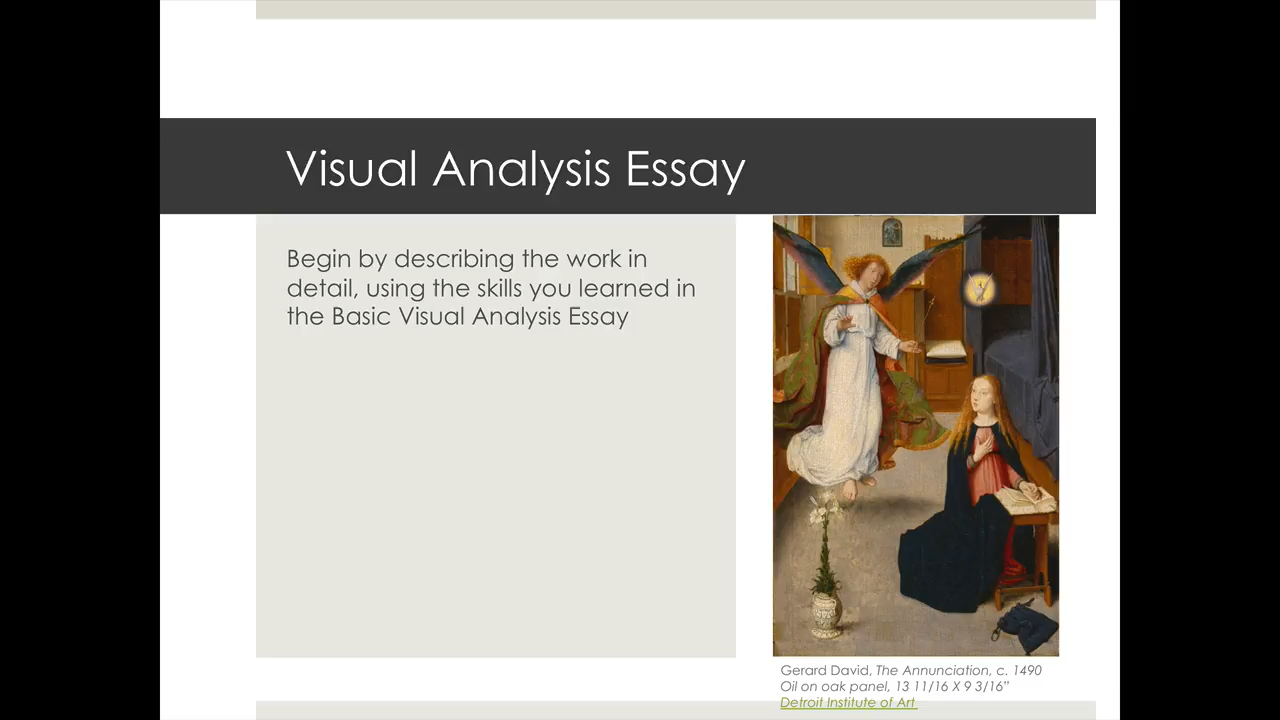 Visual Analysis Essay
Begin by describing the work in
detail, using the skills you learned in
the Basic Visual Analysis Essay
Gerard David, The Annunciation, c. 1490
Oil on oak panel, 13 11/16 X 9 3/16”
Detroit Institute of Art